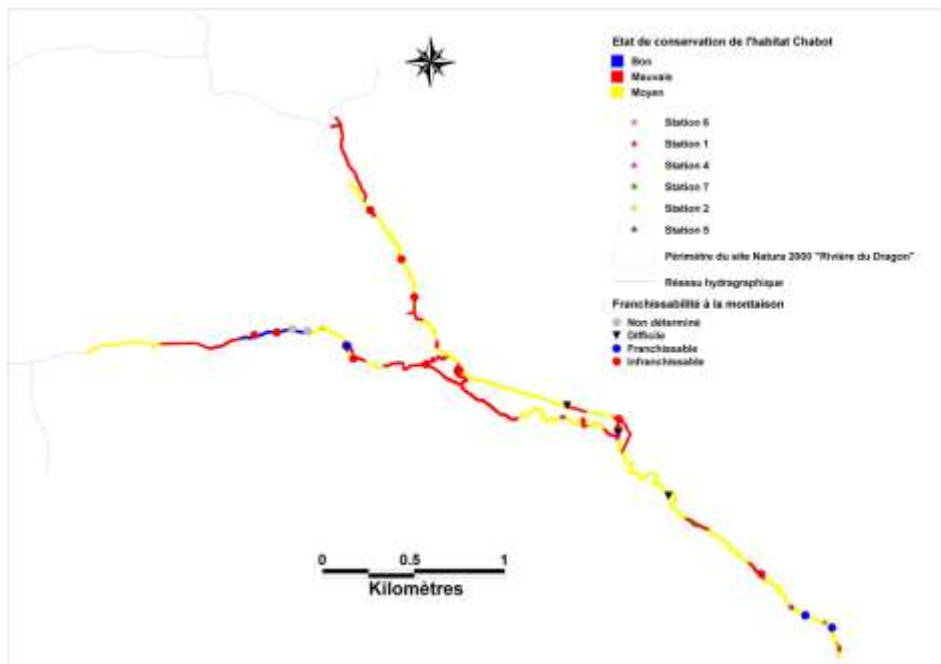 Etat de conservation de l'habitat Chabot
Bon
Mauvais
Moyen
Station 6
Station 1
Station 4
Station 7
Station 2
Station 5
Périmètre du site Natura 2000 "Rivière du Dragon"
Réseau hydragraphique
Franchissabilité à la montaison
Non déterminé
Difficile
Franchissable
Infranchissable
0 0.5 1
Kilomètres